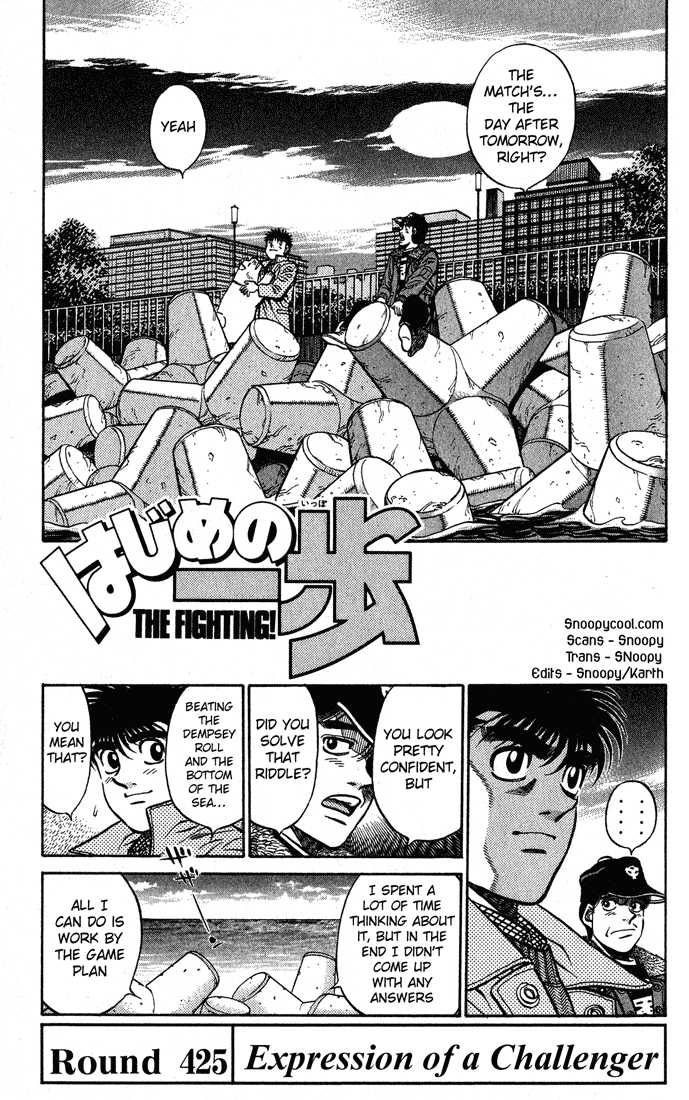 THE
MATCH'S...
THE
DAY AFTER
TOMORROW,
RIGHT?
YEAH
はじめの一歩
いっぽ
THE FIGHTING!
Snoopycool.com
Scans - Snoopy
Trans - SNoopy
Edits - Snoopy/Karth
. . . . . .
YOU LOOK
PRETTY
CONFIDENT,
BUT
DID YOU
SOLVE
THAT
RIDDLE?
BEATING
THE
DEMPSEY
ROLL
AND THE
BOTTOM
OF THE
SEA...
YOU
MEAN
THAT?
I SPENT A
LOT OF TIME
THINKING ABOUT
IT, BUT IN THE
END I DIDN'T
COME UP
WITH ANY
ANSWERS
ALL I
CAN DO IS
WORK BY
THE GAME
PLAN
Round 425
Expression of a Challenger